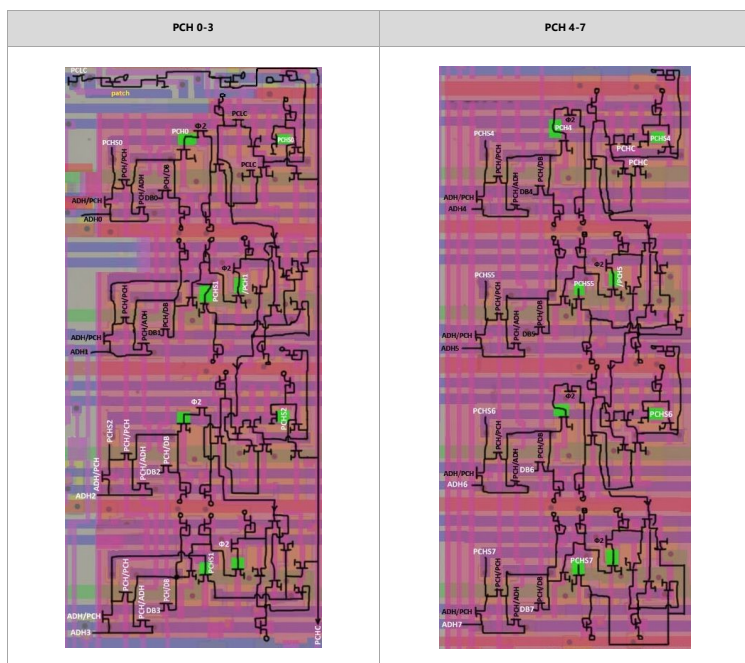 PCH 0-3
PCH 4-7
PCLC
patch
PCHS0
PCH0
Φ2
PCLC
PCHS0
PCLC
PCH/PCH
PCH/ADH
PCH/DB
DB0
ADH/PCH
ADH0
PCH/PCH
PCH/ADH
PCH/DB
DB1
PCHS1
Φ2
/PCH1
ADH/PCH
ADH1
Φ2
PCHS2
PCHS2
PCH/PCH
PCH/ADH
PCH/DB
DB2
ADH/PCH
ADH2
Φ2
PCHS1
PCH/PCH
PCH/ADH
PCH/DB
DB3
ADH/PCH
ADH3
PCHC
PCHS4
PCH4
Φ2
PCHC
PCHS4
PCHC
PCH/PCH
PCH/ADH
PCH/DB
DB4
ADH/PCH
ADH4
PCHS5
PCHS5
Φ2
/PCH5
PCH/PCH
PCH/ADH
PCH/DB
DB5
ADH/PCH
ADH5
Φ2
PCHS6
PCHS6
PCH/PCH
PCH/ADH
PCH/DB
DB6
ADH/PCH
ADH6
Φ2
PCHS7
PCHS7
PCH/PCH
PCH/ADH
PCH/DB
DB7
ADH/PCH
ADH7